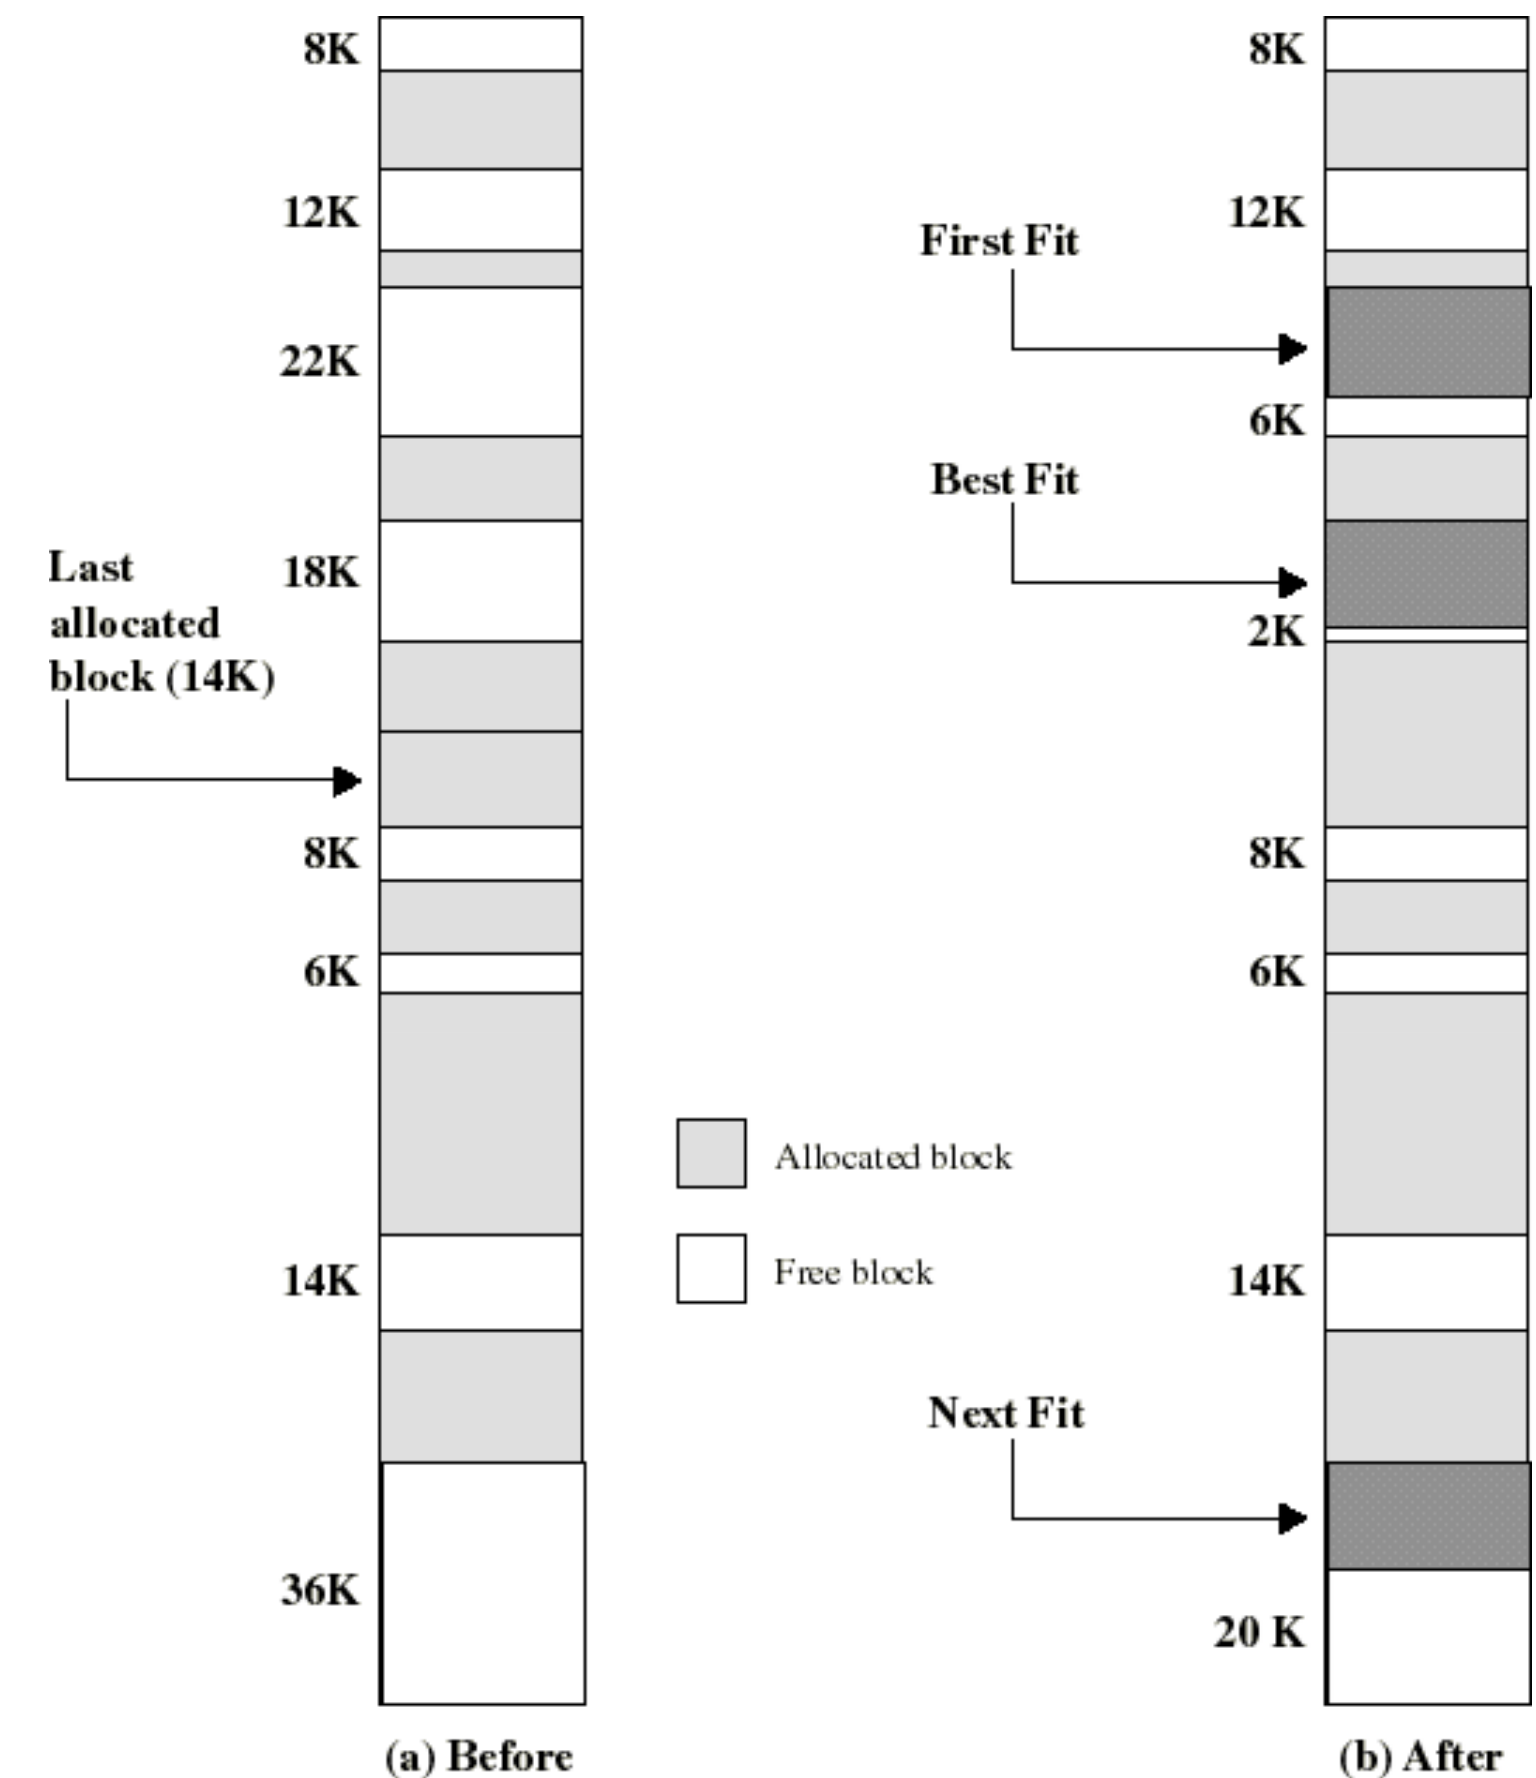 8K
12K
22K
18K
Last
allocated
block (14K)
8K
6K
14K
36K
(a) Before
Allocated block
Free block
8K
12K
First Fit
6K
Best Fit
2K
8K
6K
14K
Next Fit
20 K
(b) After